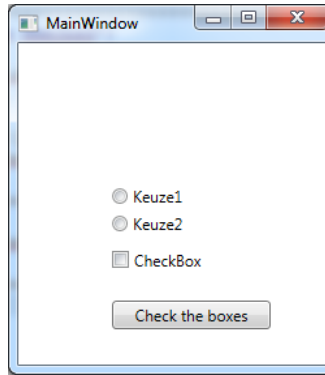 MainWindow
Keuze1
Keuze2
CheckBox
Check the boxes